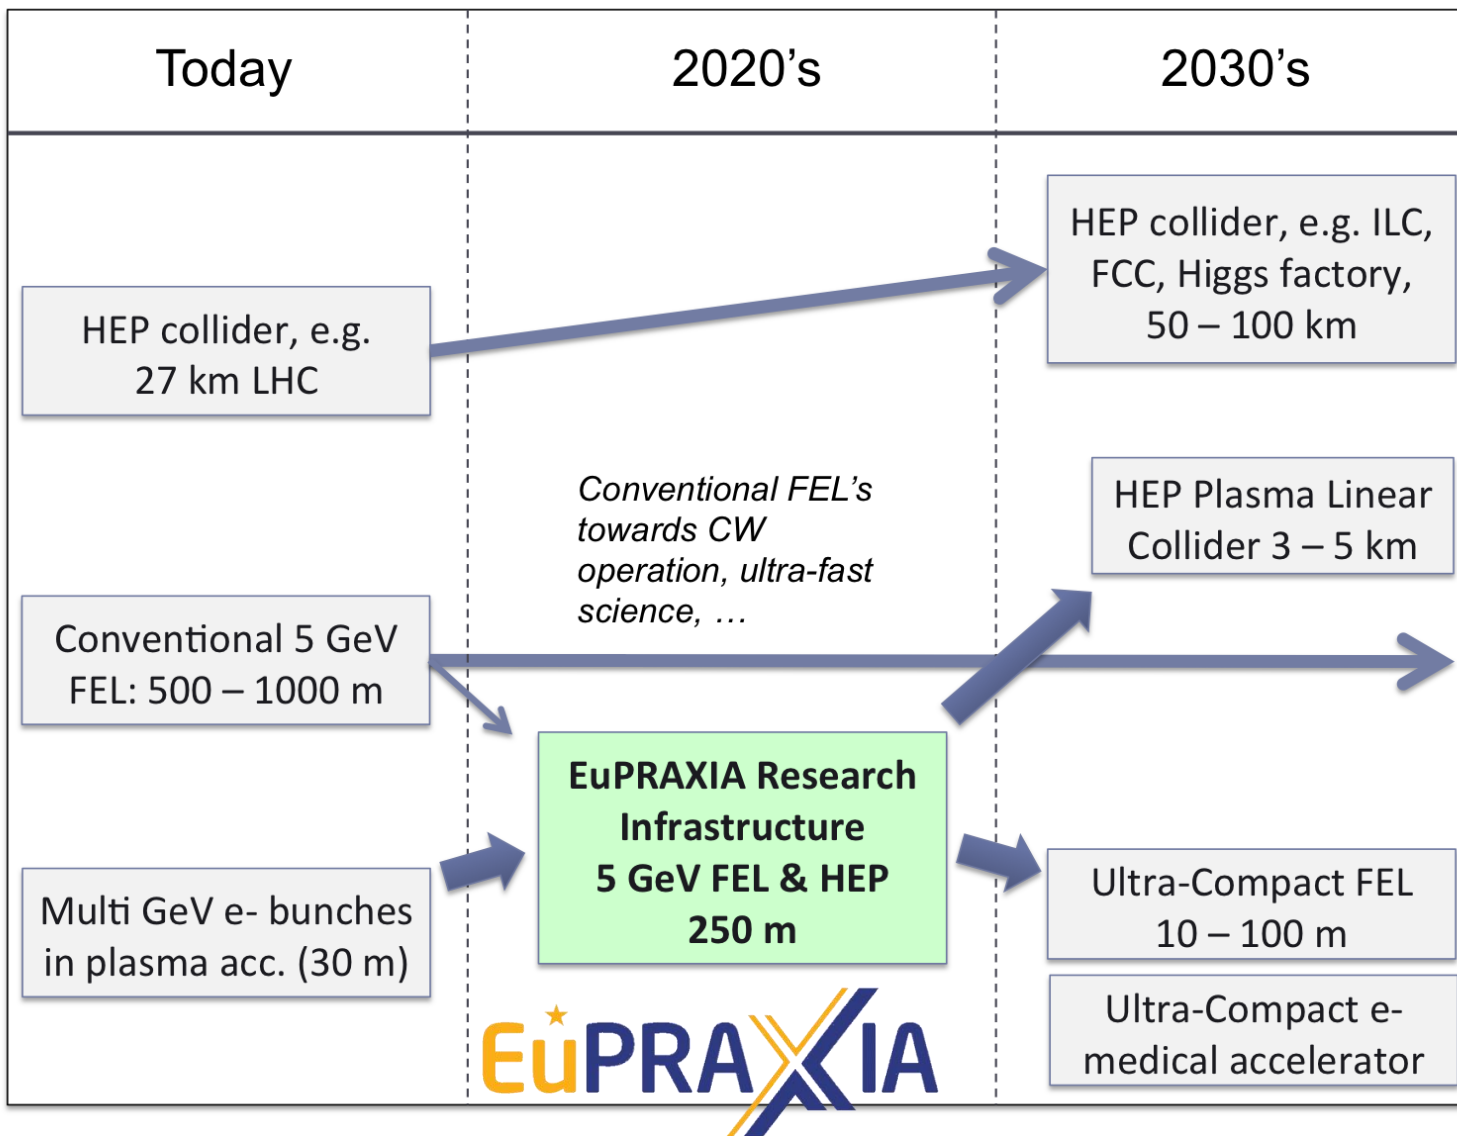 Today
2020's
2030's
HEP collider, e.g.
27 km LHC
HEP collider, e.g. ILC,
FCC, Higgs factory,
50 – 100 km
Conventional FEL's
towards CW
operation, ultra-fast
science, …
HEP Plasma Linear
Collider 3 – 5 km
Conventional 5 GeV
FEL: 500 – 1000 m
EuPRAXIA Research
Infrastructure
5 GeV FEL & HEP
250 m
Multi GeV e- bunches
in plasma acc. (30 m)
Ultra-Compact FEL
10 – 100 m
Ultra-Compact e-
medical accelerator
EuPRAXIA